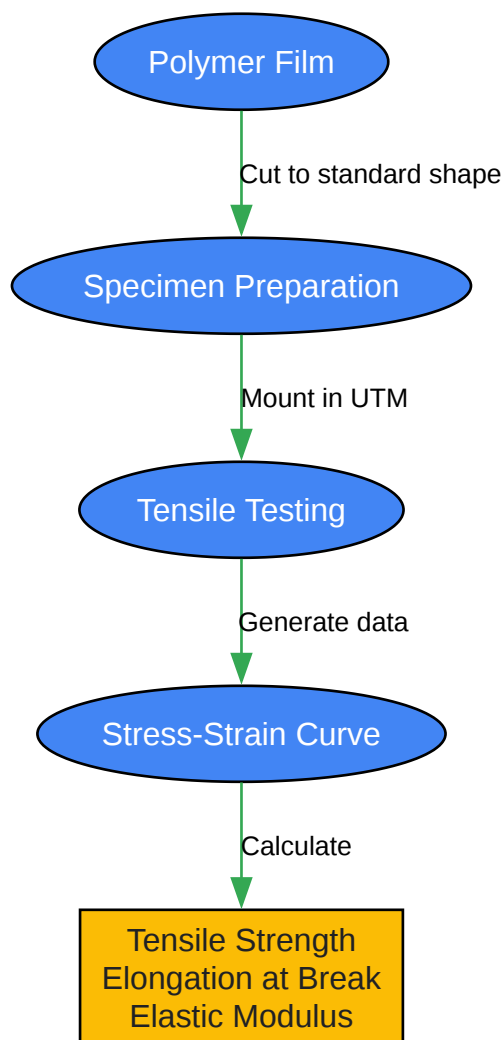 Polymer Film
Cut to standard shape
Specimen Preparation
Mount in UTM
Tensile Testing
Generate data
Stress-Strain Curve
Calculate
Tensile Strength
Elongation at Break
Elastic Modulus